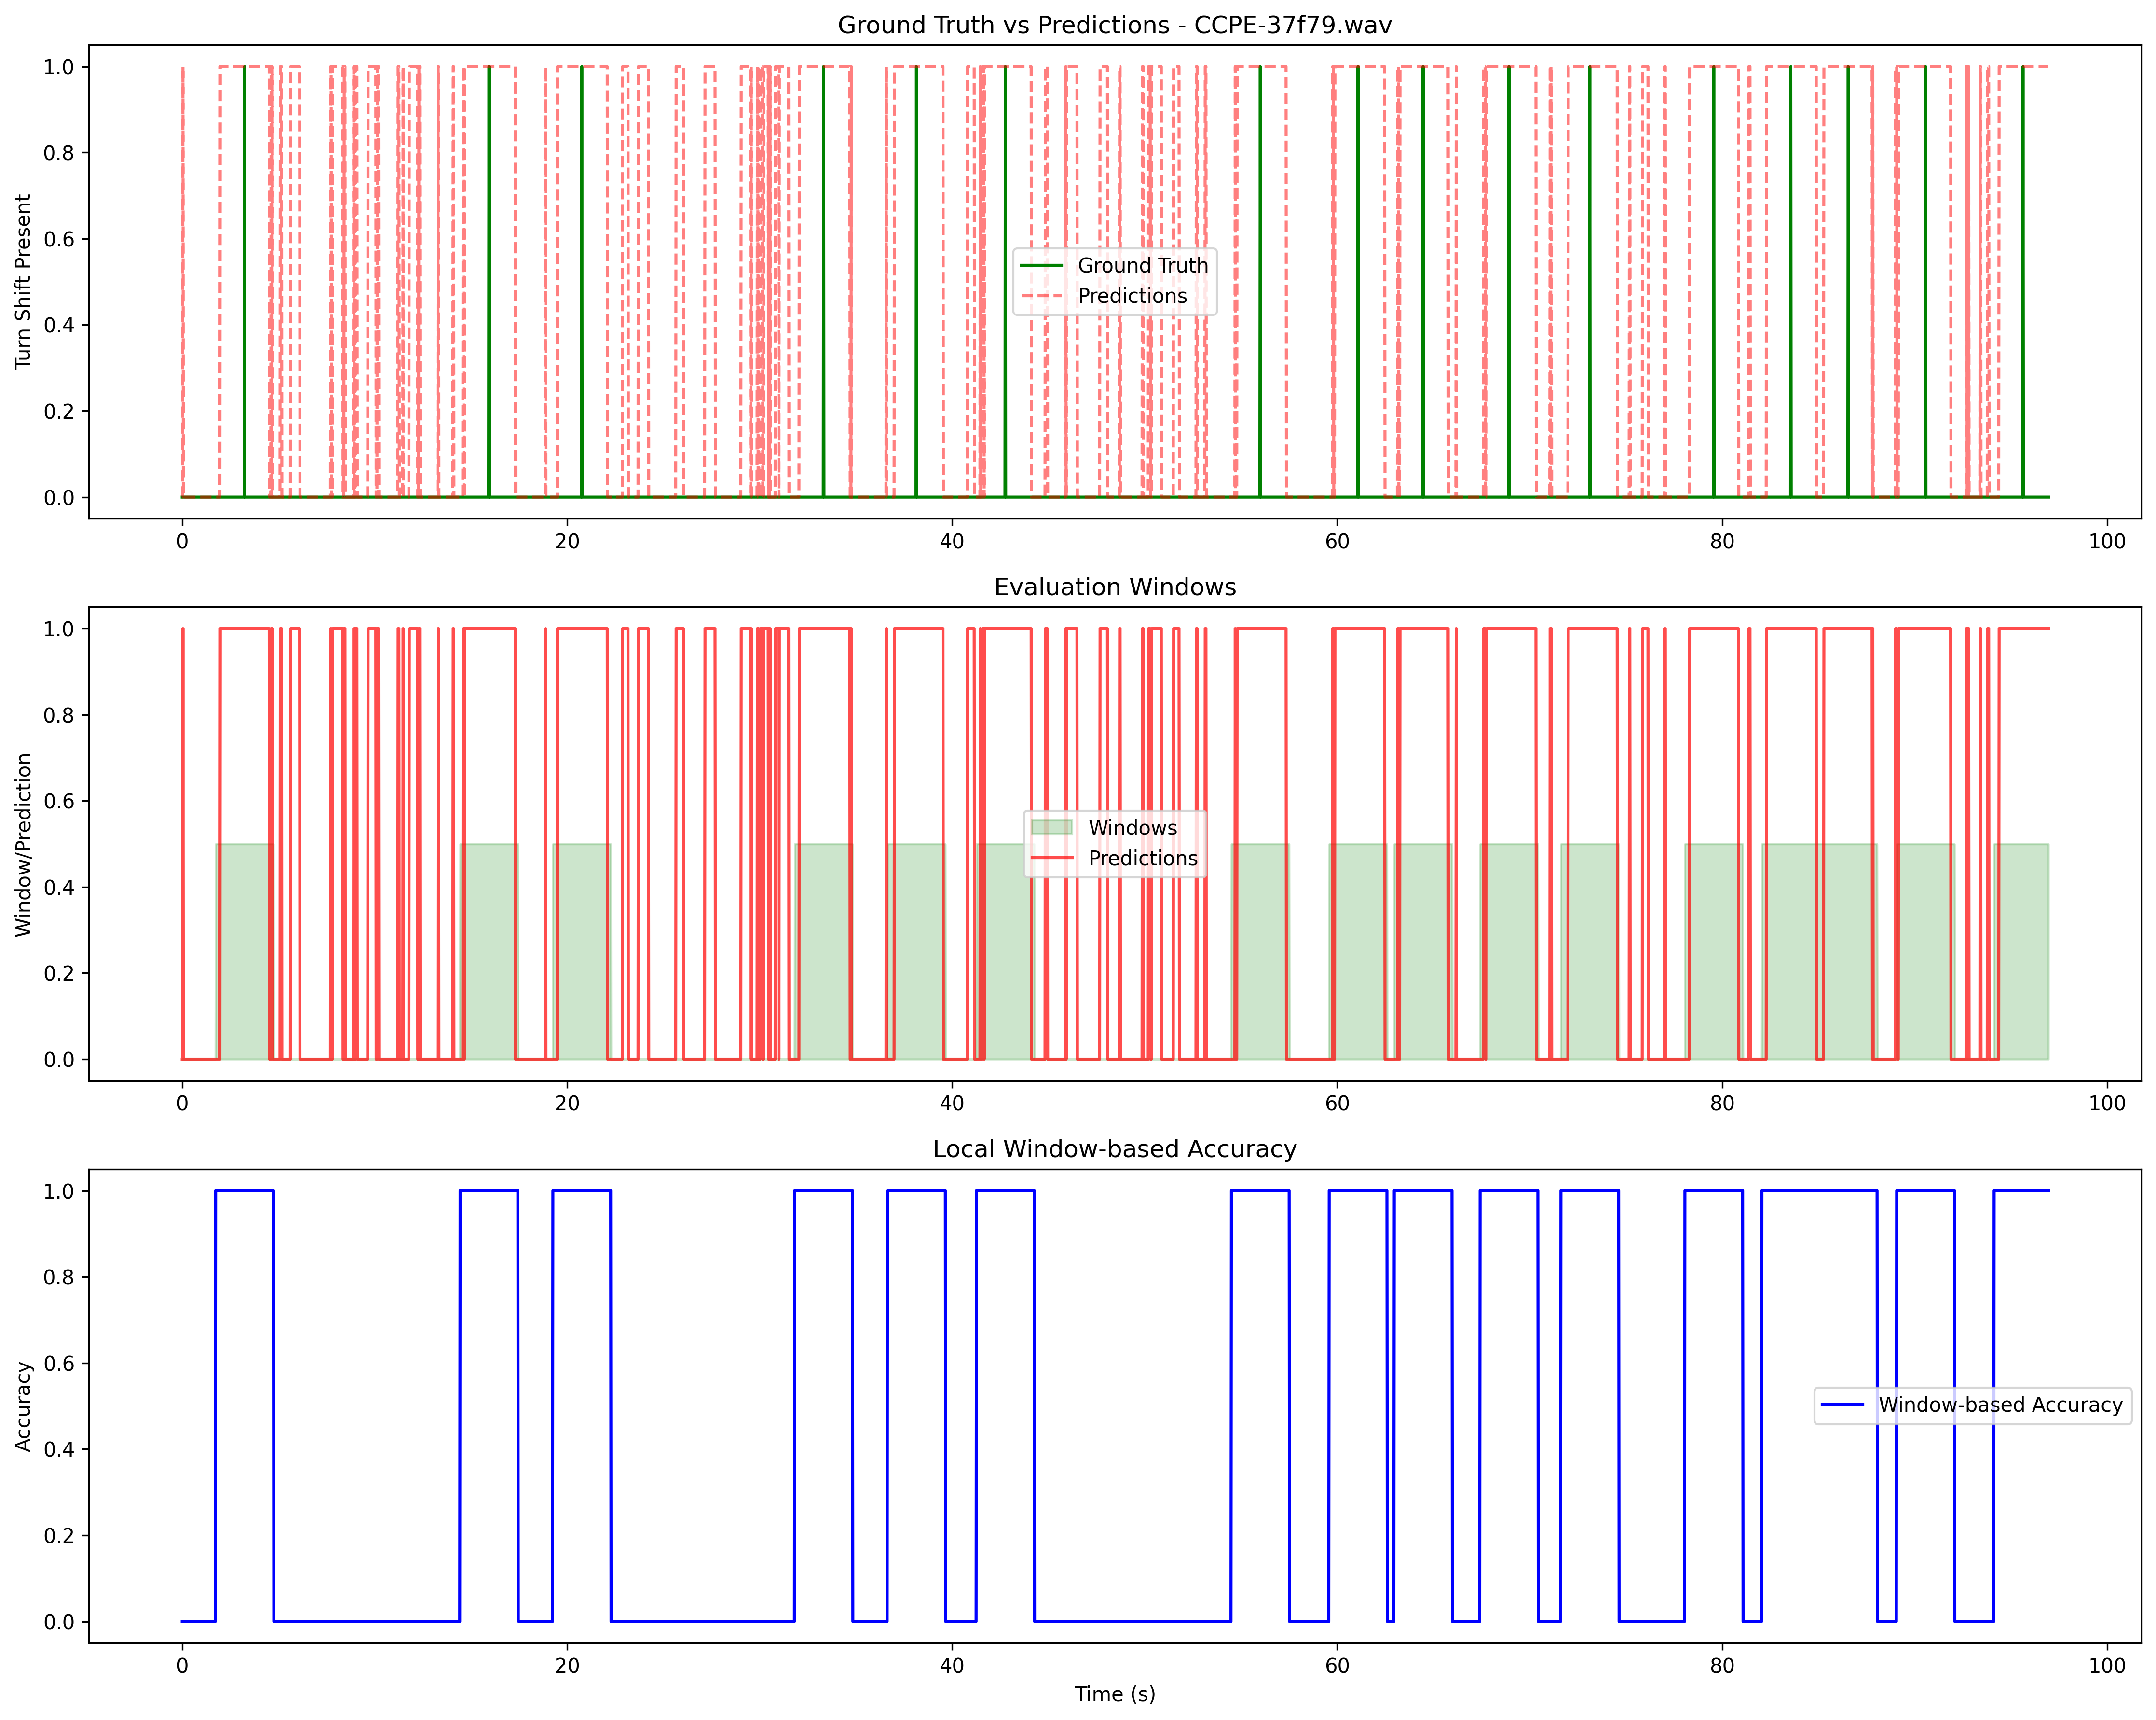 Ground Truth vs Predictions - CCPE-37f79.wav
Turn Shift Present
1.0
0.8
0.6
0.4
0.2
0.0
Ground Truth
Predictions
0 20 40 60 80 100
Evaluation Windows
Window/Prediction
1.0
0.8
0.6
0.4
0.2
0.0
Windows
Predictions
0 20 40 60 80 100
Local Window-based Accuracy
Accuracy
1.0
0.8
0.6
0.4
0.2
0.0
Window-based Accuracy
0 20 40 60 80 100
Time (s)